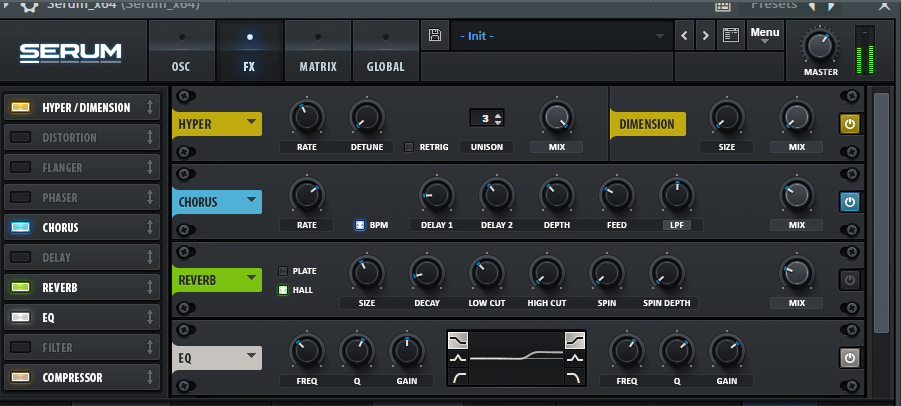 Serum_x64 (Serum_x64)
Presets
SERUM
OSC
FX
MATRIX
GLOBAL
- Init -
Menu
MASTER
HYPER / DIMENSION
DISTORTION
FLANGER
PHASER
CHORUS
DELAY
REVERB
EQ
FILTER
COMPRESSOR
HYPER
RATE
DETUNE
RETRIG
3
UNISON
MIX
DIMENSION
SIZE
MIX
CHORUS
RATE
BPM
DELAY 1
DELAY 2
DEPTH
FEED
LPF
MIX
REVERB
PLATE
HALL
SIZE
DECAY
LOW CUT
HIGH CUT
SPIN
SPIN DEPTH
MIX
EQ
FREQ
Q
GAIN
FREQ
Q
GAIN